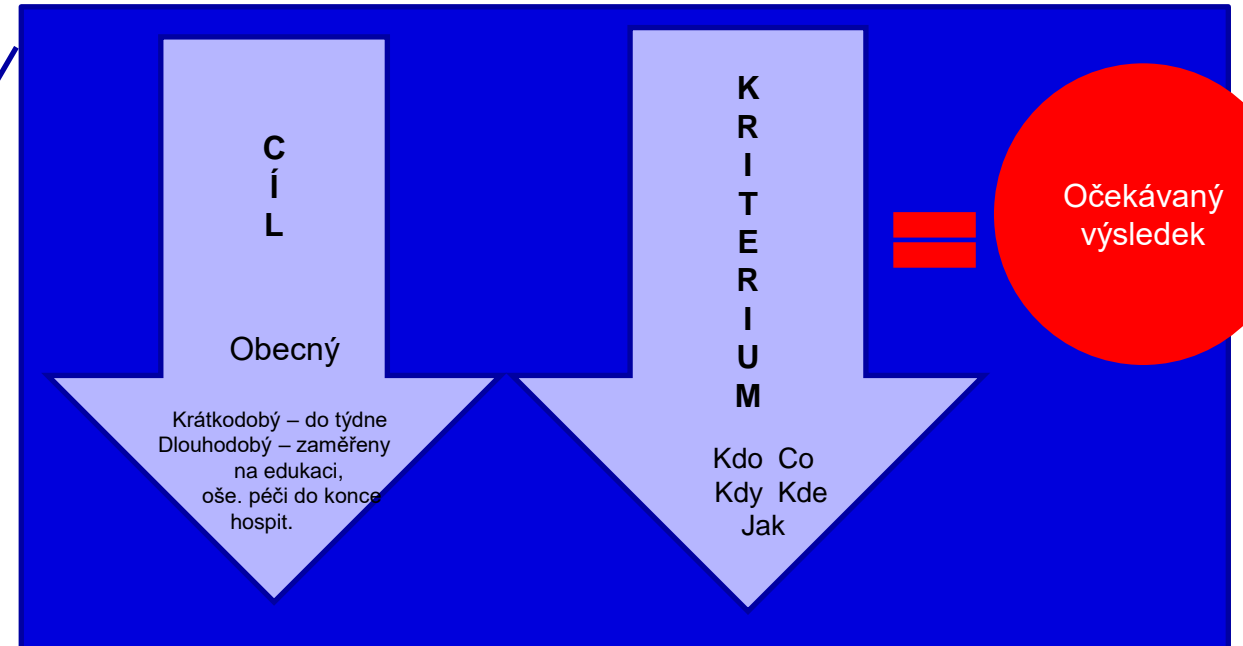 C
Í
L
Obecný
Krátkodobý – do týdne
Dlouhodobý – zaměřeny
na edukaci,
oše. péči do konce
hospit.
K
R
I
T
E
R
I
U
M
Kdo Co
Kdy Kde
Jak
Očekávaný
výsledek